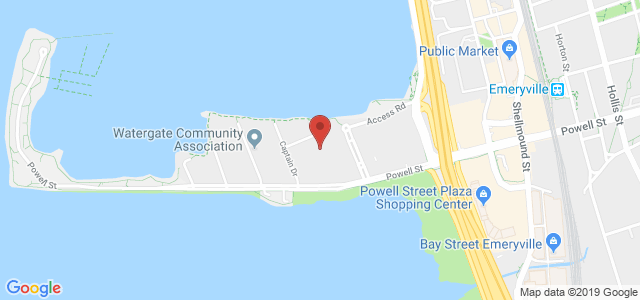 Public Market
Horton St
Emeryville
Hollis St
Shellmound St
Access Rd
Powell St
Watergate Community
Association
Captain Dr
Powell St
Powell St
Powell Street Plaza
Shopping Center
Bay Street Emeryville
Google
Map data ©2019 Google